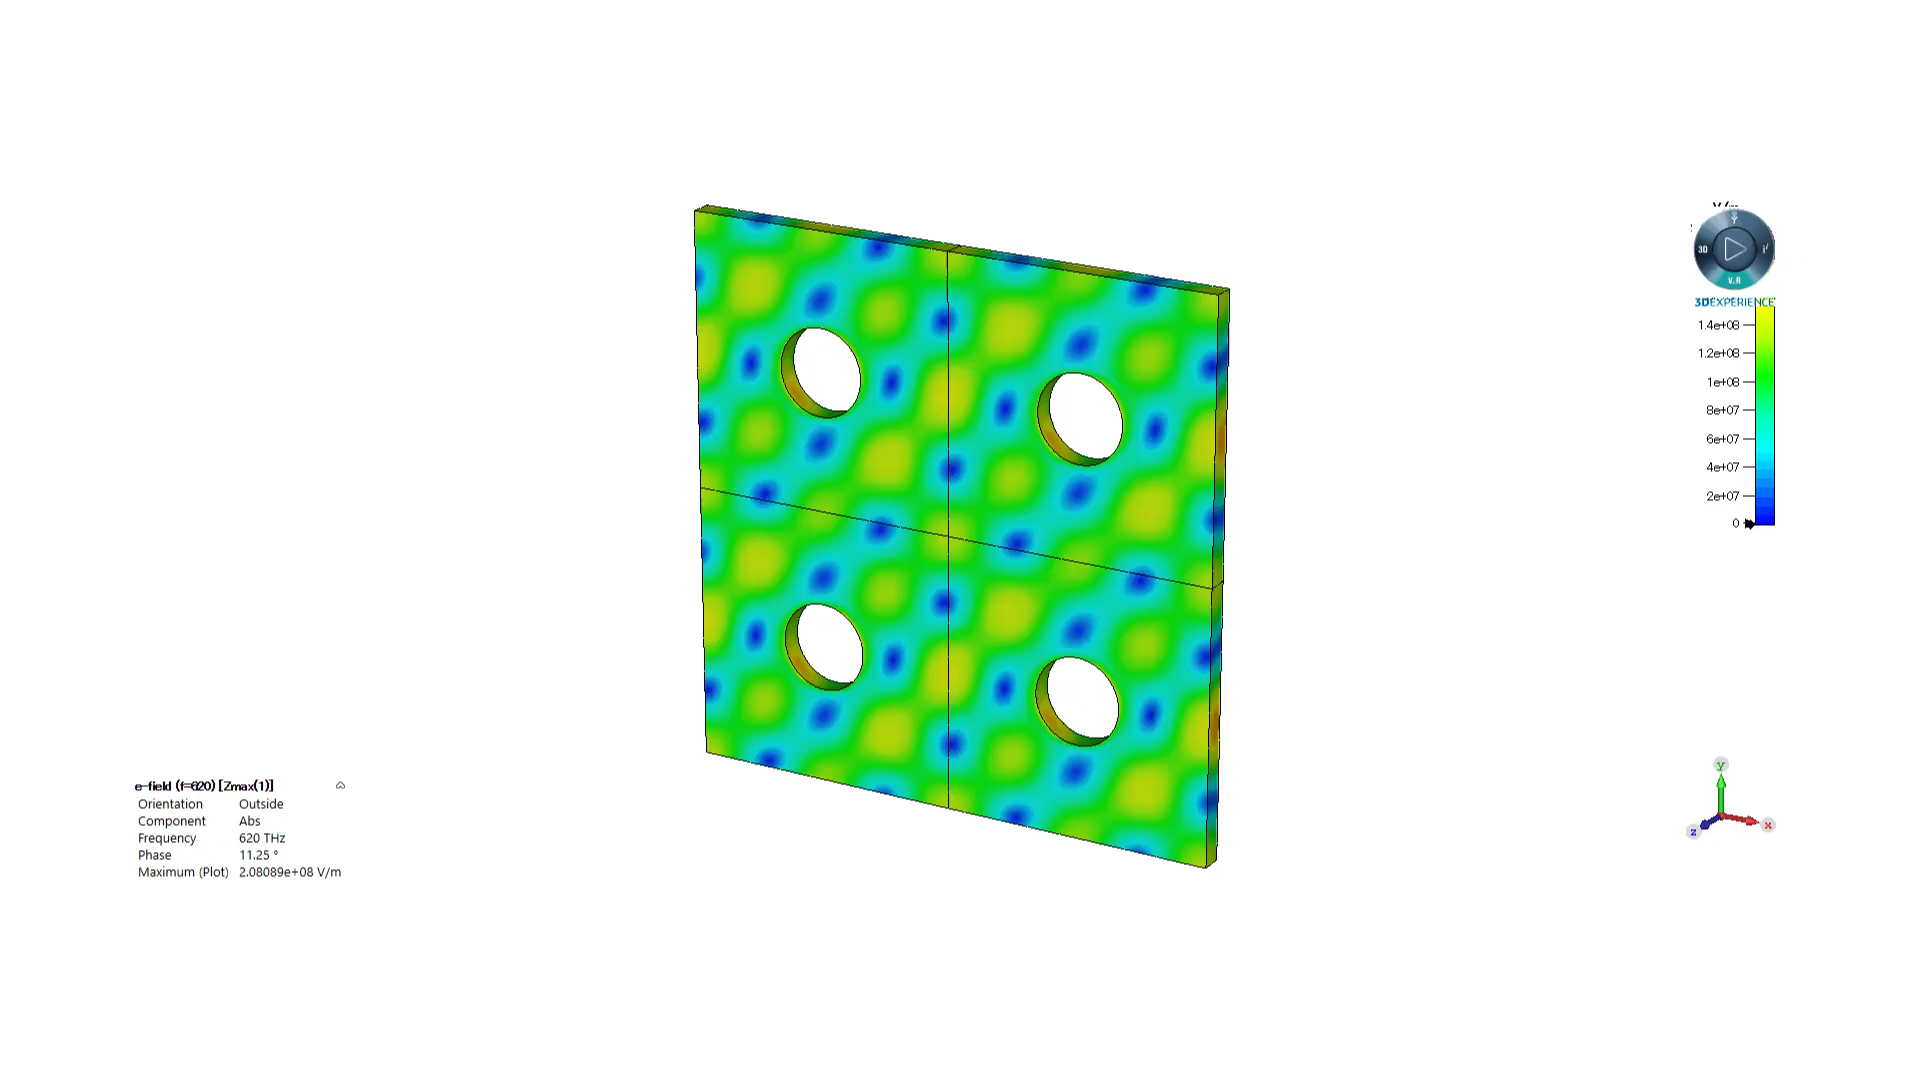 3D
V.R
3DEXPERIENCE
1.4e+08
1.2e+08
1e+08
8e+07
6e+07
4e+07
2e+07
0
y
z
x
e-field (f=620) [Zmax(1)]
Orientation Outside
Component Abs
Frequency 620 THz
Phase 11.25 °
Maximum (Plot) 2.08089e+08 V/m